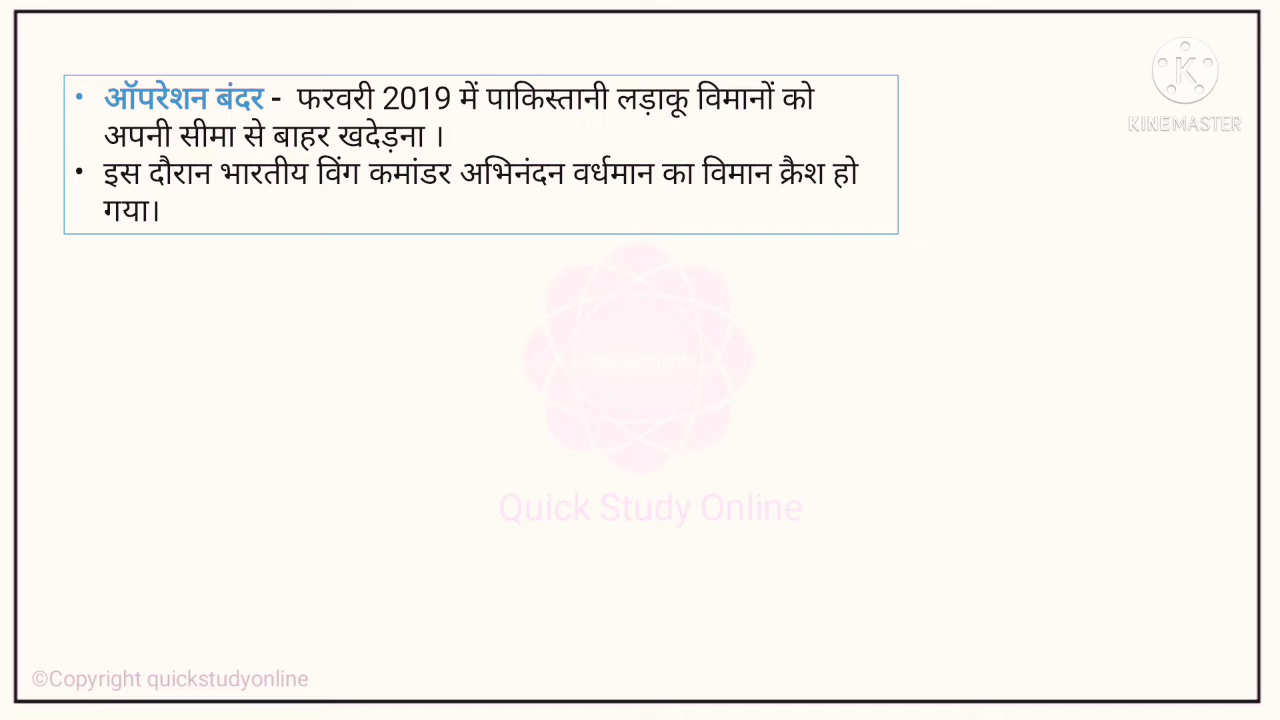 • ऑपरेशन बंदर - फरवरी 2019 में पाकिस्तानी लड़ाकू विमानों को
अपनी सीमा से बाहर खदेड़ना ।
• इस दौरान भारतीय विंग कमांडर अभिनंदन वर्धमान का विमान क्रैश हो
गया।
K
KINEMASTER
Quick Study Online
©Copyright quickstudyonline